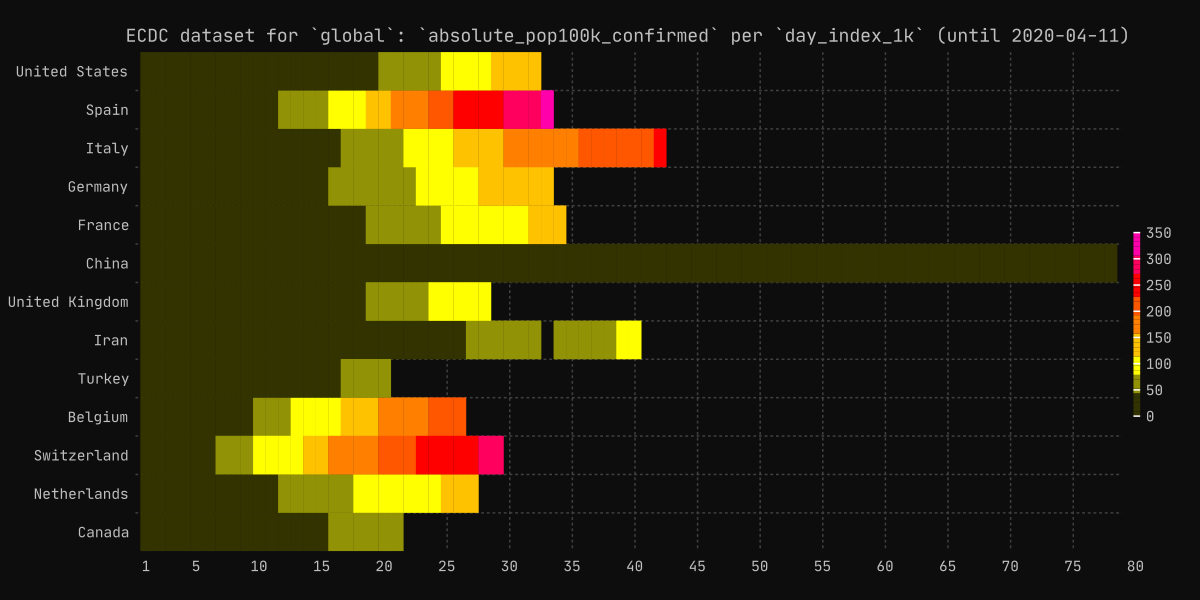 ECDC dataset for `global`: `absolute_pop100k_confirmed` per `day_index_1k` (until 2020-04-11)
United States
Spain
Italy
Germany
France
China
United Kingdom
Iran
Turkey
Belgium
Switzerland
Netherlands
Canada
350
300
250
200
150
100
50
0
1 5 10 15 20 25 30 35 40 45 50 55 60 65 70 75 80